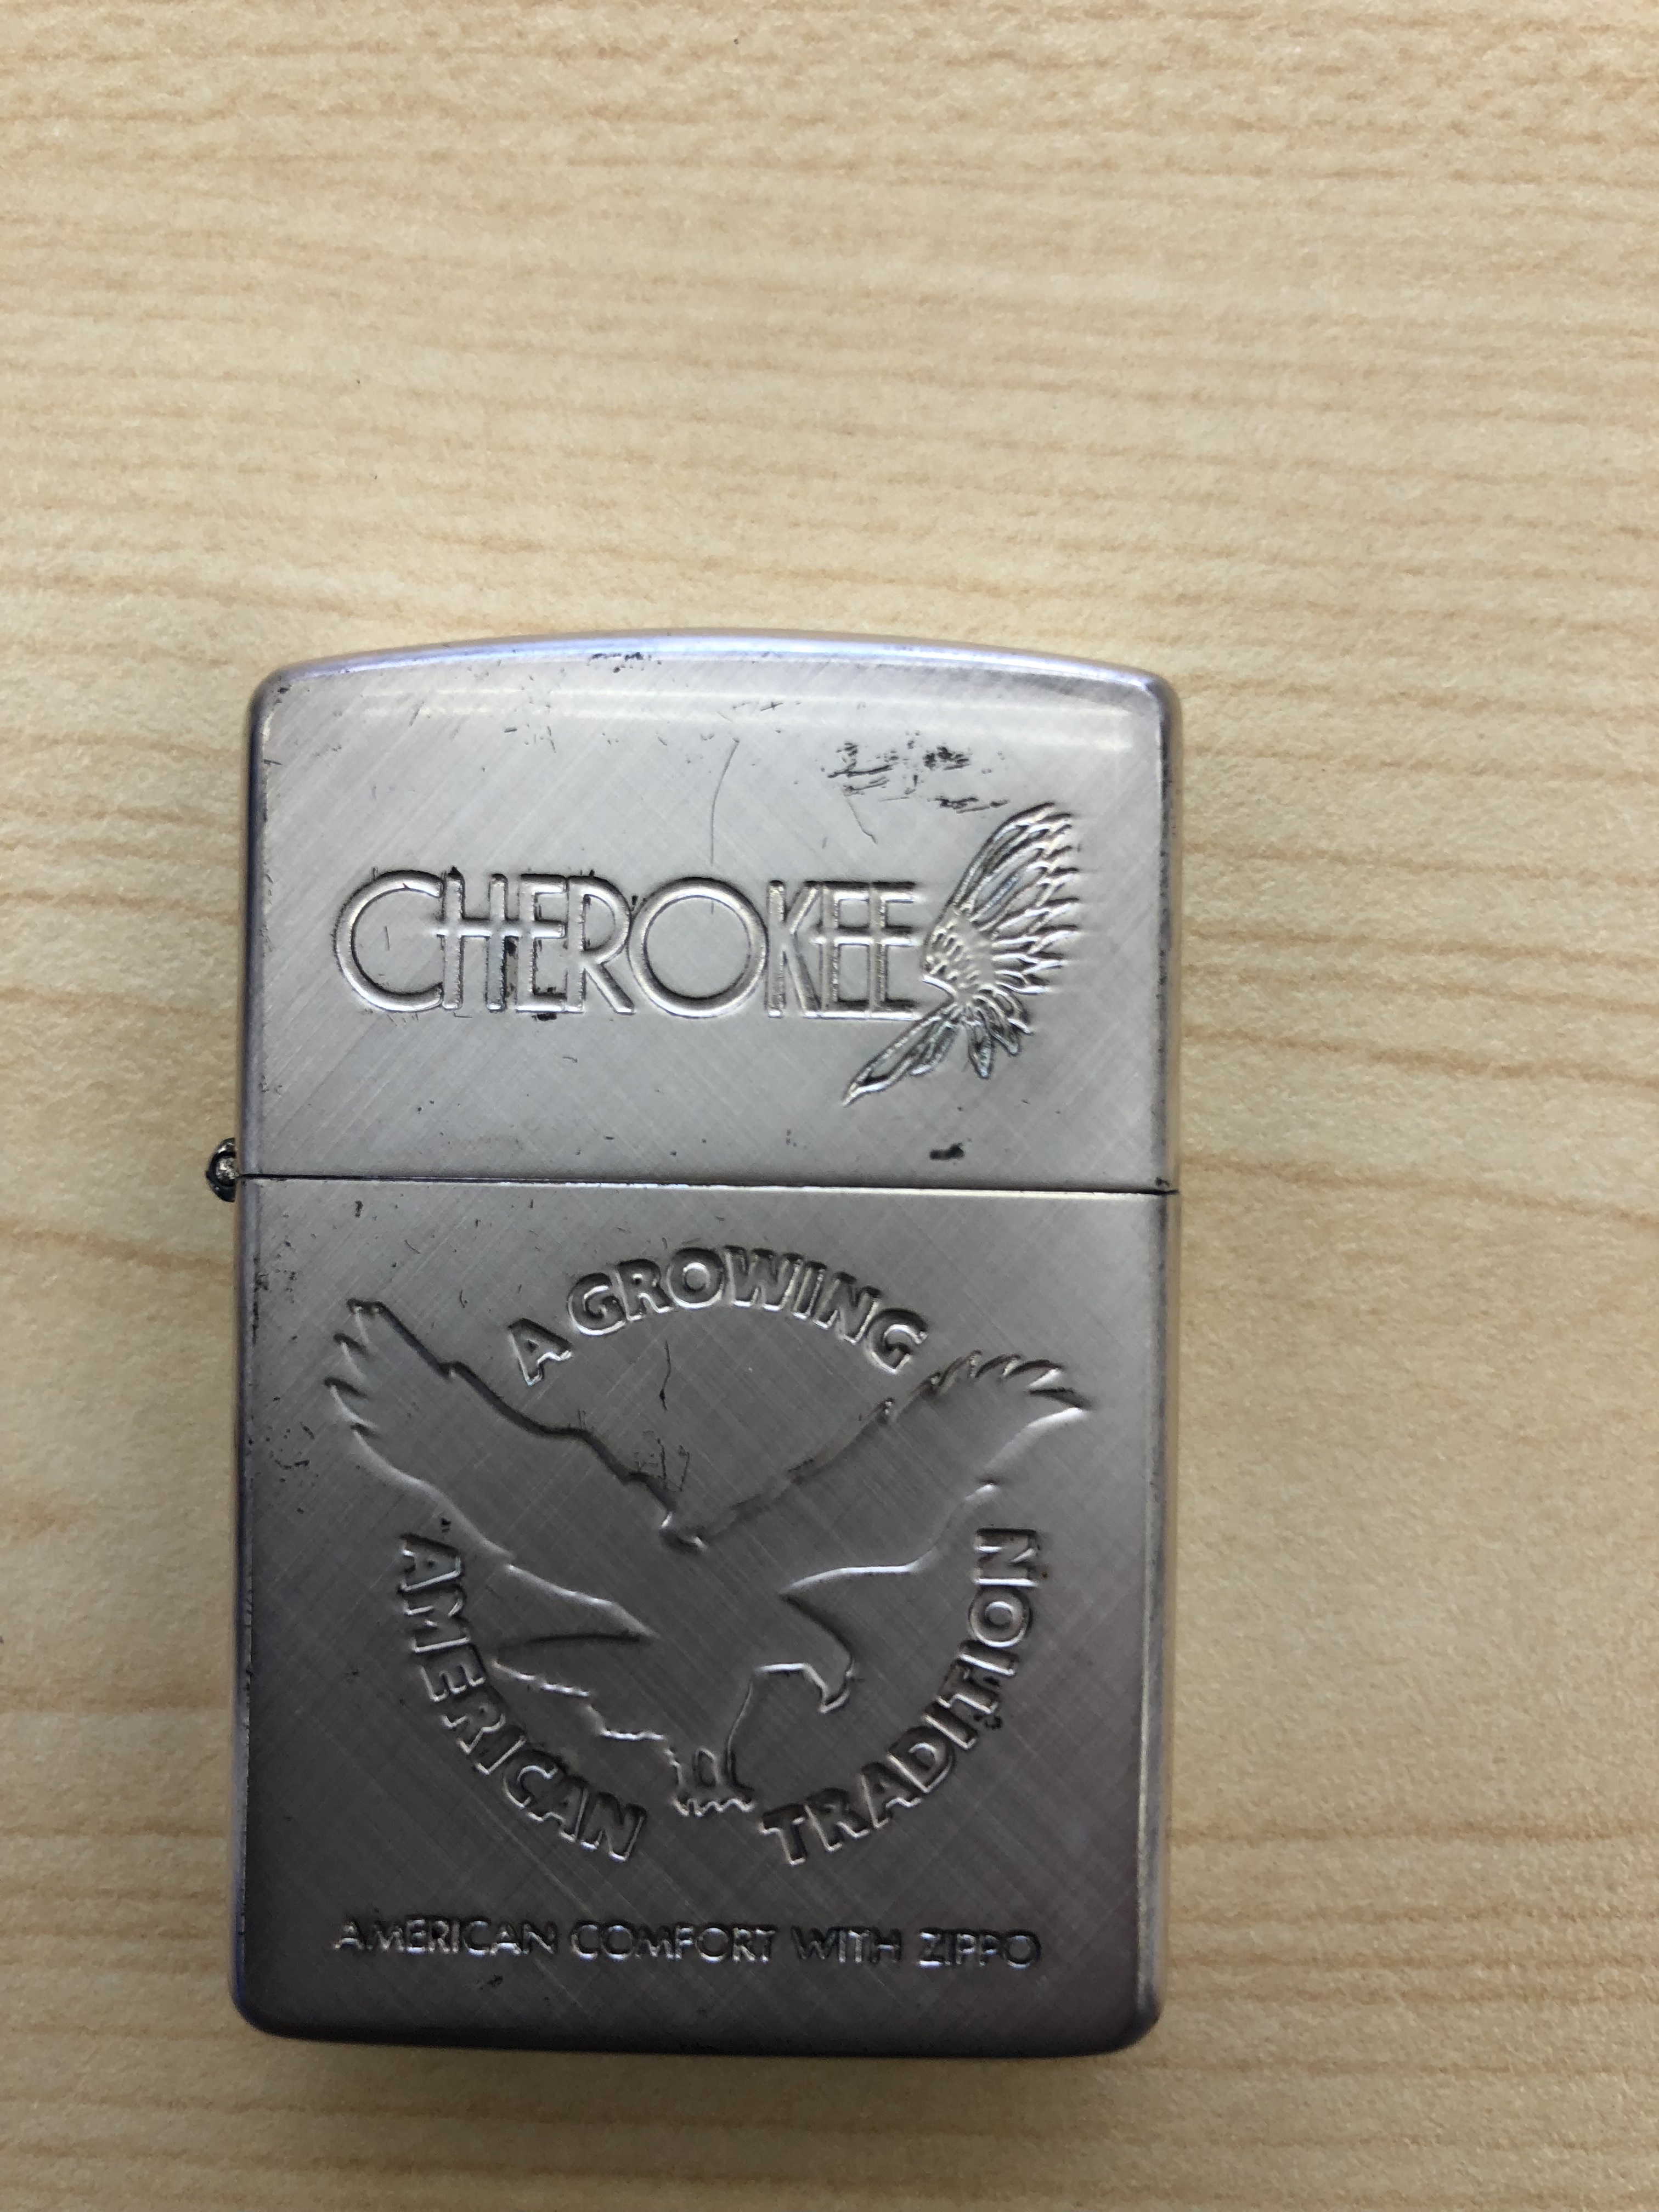 CHEROKEE
A GROWING
AMERICAN TRADITION
AMERICAN COMFORT WITH ZIPPO